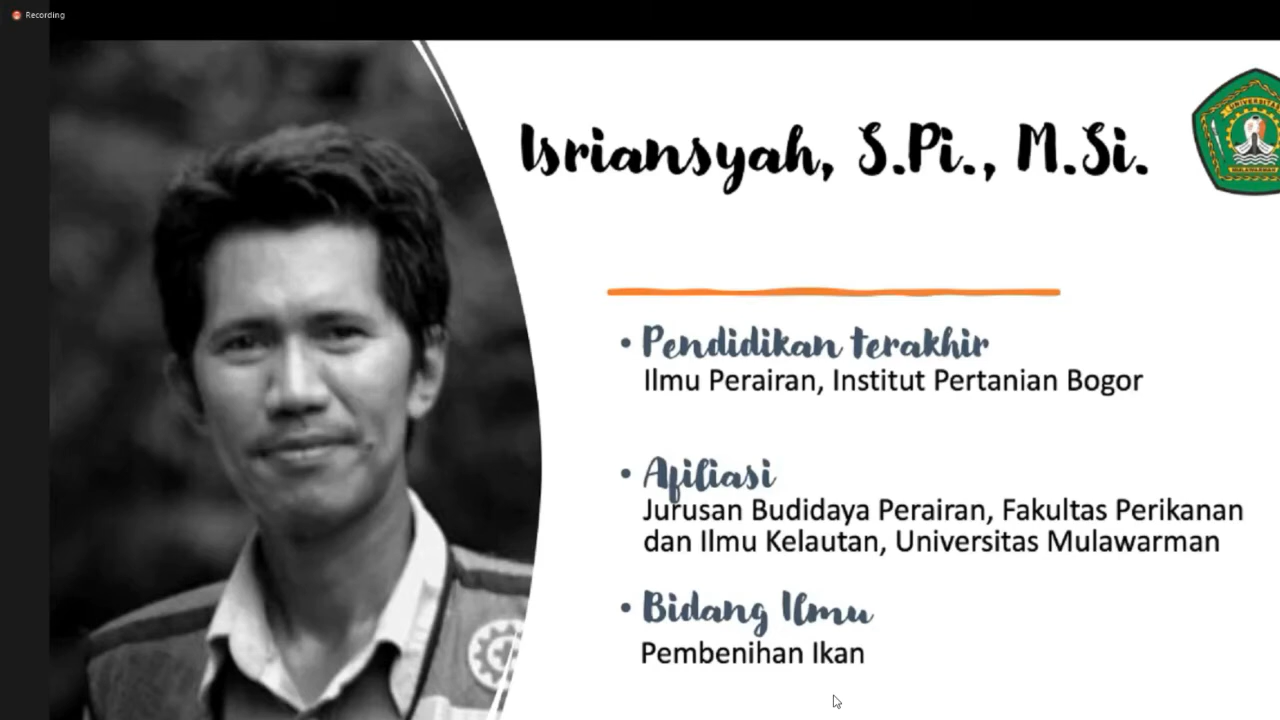 Recording
Isriansyah, S.Pi., M.Si.
• Pendidikan terakhir
Ilmu Perairan, Institut Pertanian Bogor
• Afiliasi
Jurusan Budidaya Perairan, Fakultas Perikanan
dan Ilmu Kelautan, Universitas Mulawarman
• Bidang Ilmu
Pembenihan Ikan